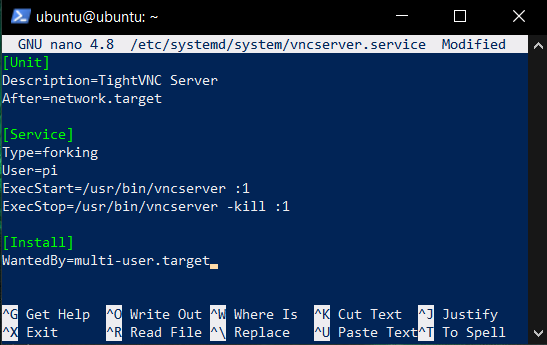 ubuntu@ubuntu: ~
GNU nano 4.8 /etc/systemd/system/vncserver.service Modified
[Unit]
Description=TightVNC Server
After=network.target
[Service]
Type=forking
User=pi
ExecStart=/usr/bin/vncserver :1
ExecStop=/usr/bin/vncserver -kill :1
[Install]
WantedBy=multi-user.target
^G Get Help ^O Write Out ^W Where Is ^K Cut Text ^J Justify
^X Exit ^R Read File ^\ Replace ^U Paste Text^T To Spell